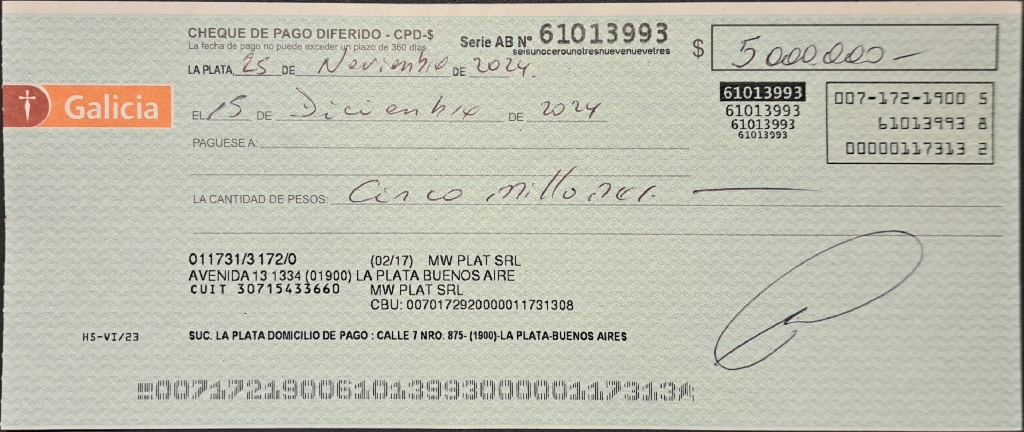 CHEQUE DE PAGO DIFERIDO - CPD-$
La fecha de pago no puede exceder un plazo de 360 días
Serie AB Nº 61013993
seisunocerounotresnuevenuevetres
$ 5000.000 -
LA PLATA, 25 DE Noviembre DE 2024.
Galicia
EL 15 DE Diciembre DE 2024
61013993
61013993
61013993
61013993
007-172-1900 5
61013993 8
00000117313 2
PAGUESE A:
LA CANTIDAD DE PESOS: Cinco millones.
011731/3 172/0 (02/17) MW PLAT SRL
AVENIDA 13 1334 (01900) LA PLATA BUENOS AIRE
CUIT 30715433660 MW PLAT SRL
CBU: 0070172920000011731308
HS-VI/23
SUC. LA PLATA DOMICILIO DE PAGO : CALLE 7 NRO. 875- (1900)-LA PLATA-BUENOS AIRES
00717219006101399300000117313